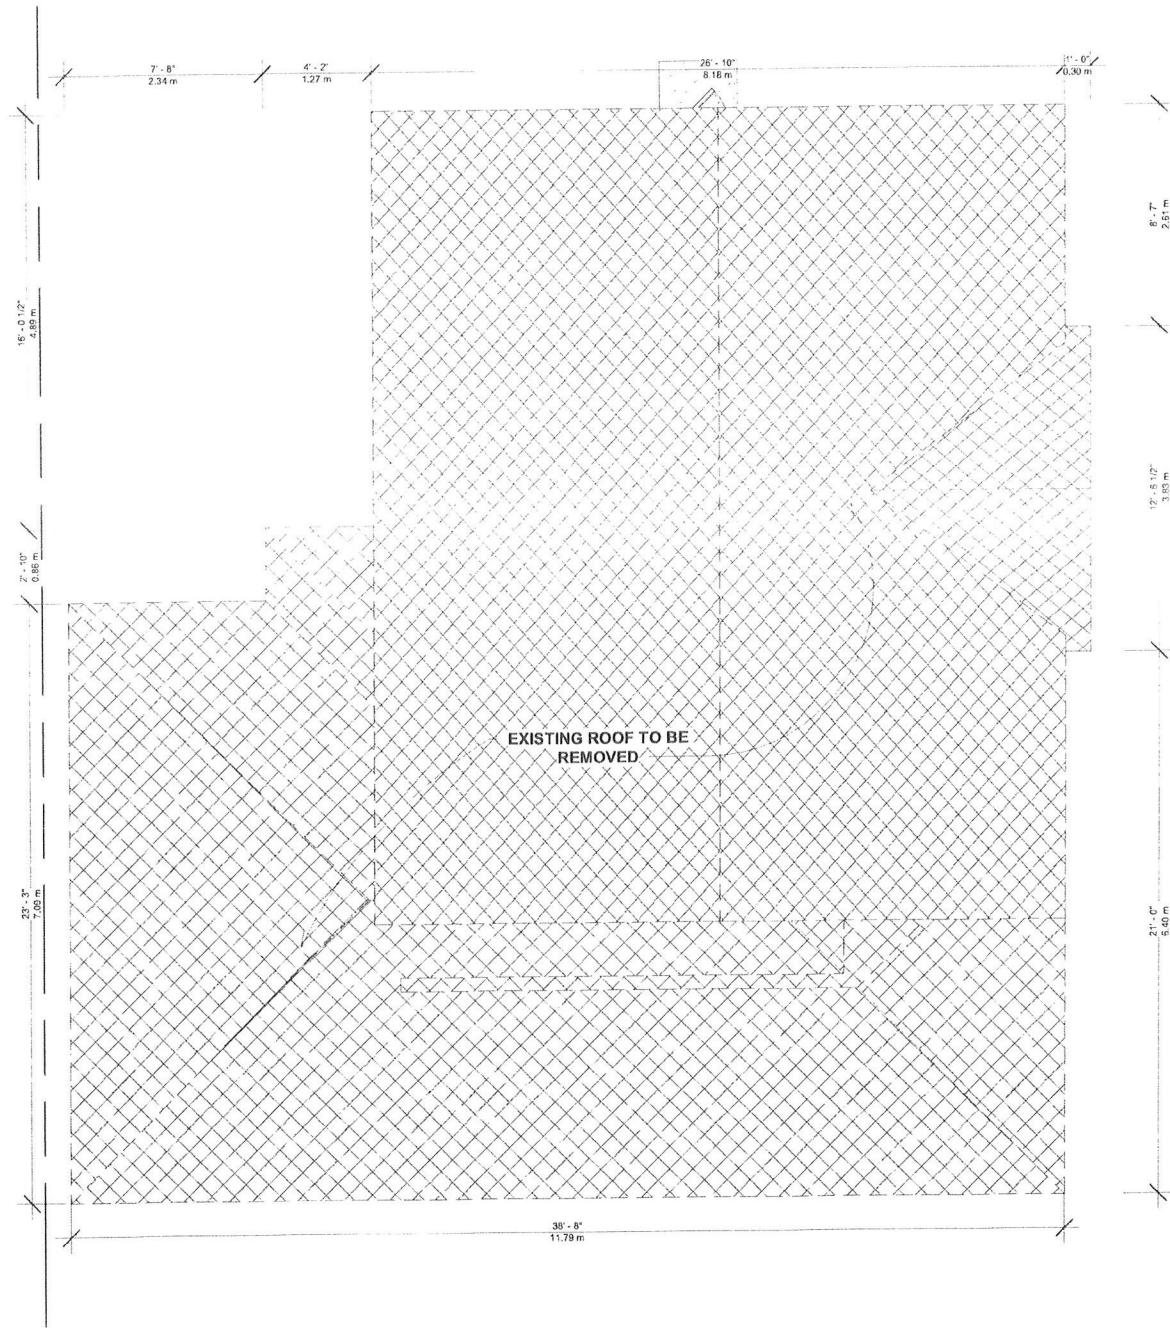 7' - 8"
2.34 m
4' - 2"
1.27 m
26' - 10"
8.18 m
1' - 0"
0.30 m
16' - 0 1/2"
4.89 m
8' - 7"
2.61 m
12' - 6 1/2"
3.83 m
2' - 10"
0.86 m
EXISTING ROOF TO BE
REMOVED
23' - 3"
7.09 m
21' - 0"
6.40 m
38' - 8"
11.79 m